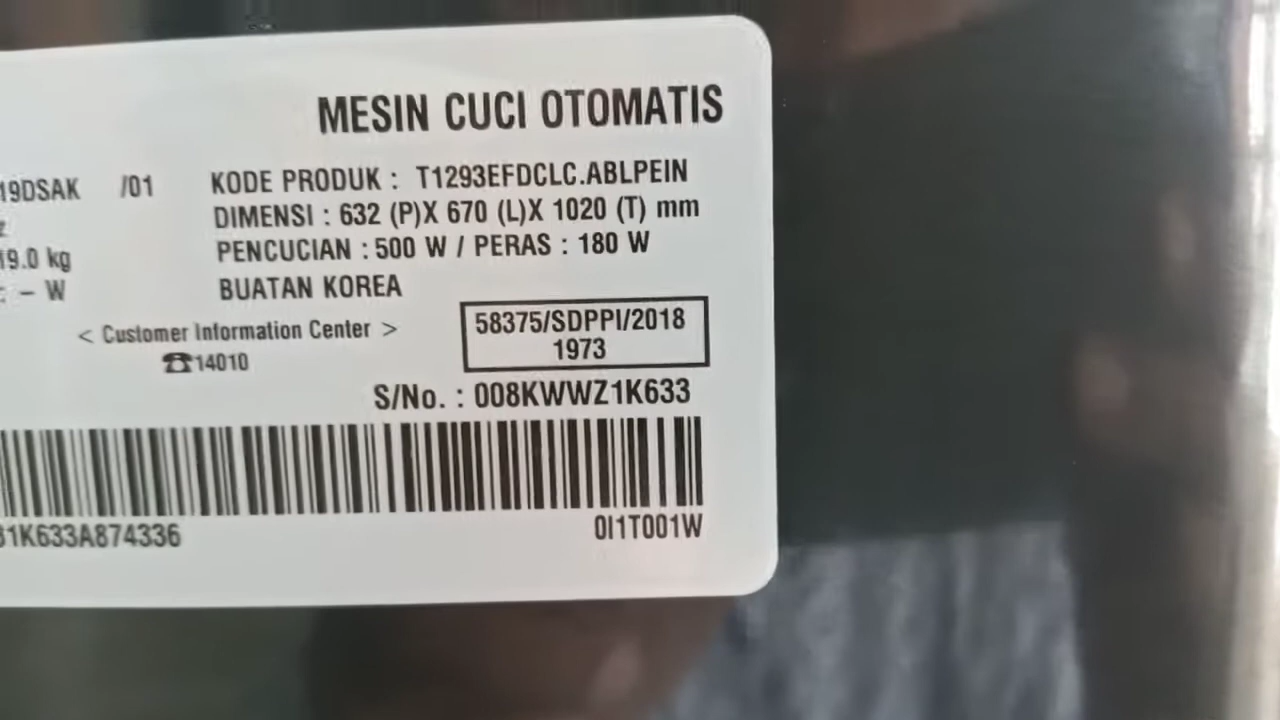 MESIN CUCI OTOMATIS
19DSAK /01 KODE PRODUK : T1293EFDCLC.ABLPEIN
z DIMENSI : 632 (P)X 670 (L)X 1020 (T) mm
19.0 kg PENCUCIAN : 500 W / PERAS : 180 W
: – W BUATAN KOREA
< Customer Information Center >
☎14010
58375/SDPPI/2018
1973
S/No. : 008KWWZ1K633
31K633A874336 0I1T001W